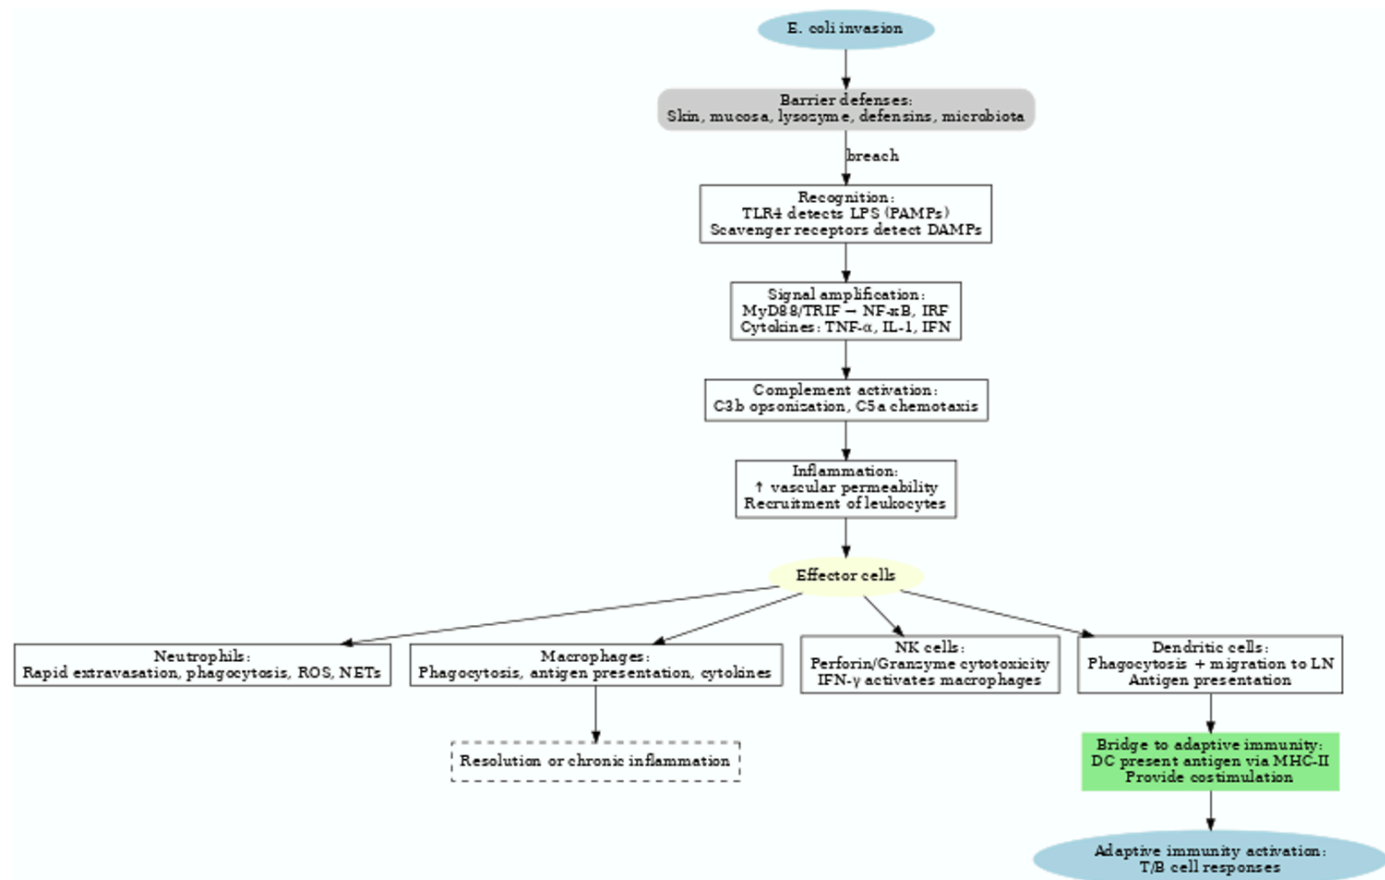 E. coli invasion
Barrier defenses:
Skin, mucosa, lysozyme, defensins, microbiota
breach
Recognition:
TLR4 detects LPS (PAMPs)
Scavenger receptors detect DAMPs
Signal amplification:
MyD88/TRIF – NF-κB, IRF
Cytokines: TNF-α, IL-1, IFN
Complement activation:
C3b opsonization, C5a chemotaxis
Inflammation:
↑ vascular permeability
Recruitment of leukocytes
Effector cells
Neutrophils:
Rapid extravasation, phagocytosis, ROS, NETs
Macrophages:
Phagocytosis, antigen presentation, cytokines
NK cells:
Perforin/Granzyme cytotoxicity
IFN-γ activates macrophages
Dendritic cells:
Phagocytosis + migration to LN
Antigen presentation
Resolution or chronic inflammation
Bridge to adaptive immunity:
DC present antigen via MHC-II
Provide costimulation
Adaptive immunity activation:
T/B cell responses